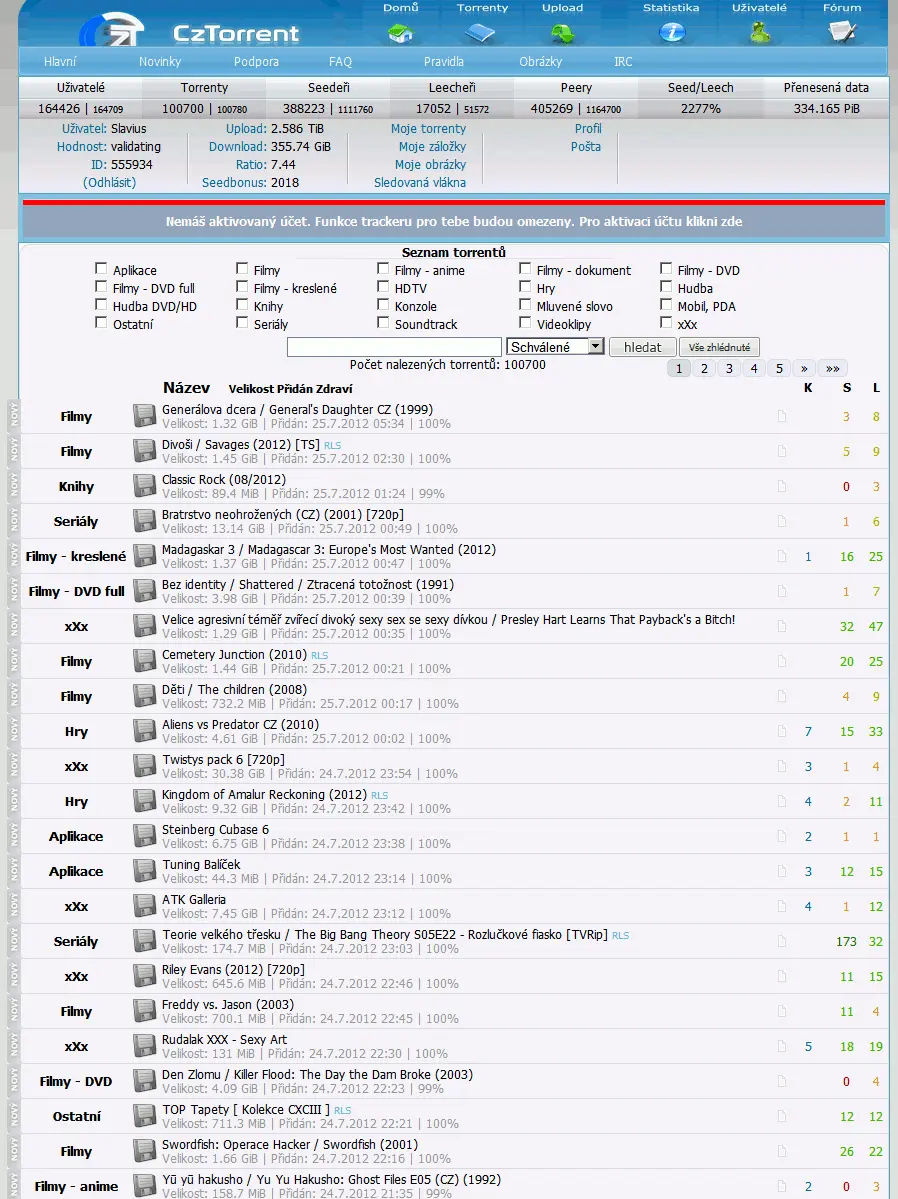 Domů Torrenty Upload Statistika Uživatelé Fórum
CzTorrent
Hlavní Novinky Podpora FAQ Pravidla Obrázky IRC
Uživatelé Torrenty Seedeři Leecheři Peery Seed/Leech Přenesená data
164426 | 164709 100700 | 100780 388223 | 1111760 17052 | 51572 405269 | 1164700 2277% 334.165 PiB
Uživatel: Slavius Upload: 2.586 TiB Moje torrenty Profil
Hodnost: validating Download: 355.74 GiB Moje záložky Pošta
ID: 555934 Ratio: 7.44 Moje obrázky
(Odhlásit) Seedbonus: 2018 Sledovaná vlákna
Nemáš aktivovaný účet. Funkce trackeru pro tebe budou omezeny. Pro aktivaci účtu klikni zde
Seznam torrentů
Aplikace Filmy Filmy - anime Filmy - dokument Filmy - DVD
Filmy - DVD full Filmy - kreslené HDTV Hry Hudba
Hudba DVD/HD Knihy Konzole Mluvené slovo Mobil, PDA
Ostatní Seriály Soundtrack Videoklipy xXx
Schválené hledat Vše zhlédnuté
Počet nalezených torrentů: 100700 1 2 3 4 5 » »»
Název Velikost Přidán Zdraví K S L
NOVÝ Filmy Generálova dcera / General's Daughter CZ (1999) 3 8
Velikost: 1.32 GiB | Přidán: 25.7.2012 05:34 | 100%
NOVÝ Filmy Divoši / Savages (2012) [TS] RLS 5 9
Velikost: 1.45 GiB | Přidán: 25.7.2012 02:30 | 100%
NOVÝ Knihy Classic Rock (08/2012) 0 3
Velikost: 89.4 MiB | Přidán: 25.7.2012 01:24 | 99%
NOVÝ Seriály Bratrstvo neohrožených (CZ) (2001) [720p] 1 6
Velikost: 13.14 GiB | Přidán: 25.7.2012 00:49 | 100%
NOVÝ Filmy - kreslené Madagaskar 3 / Madagascar 3: Europe's Most Wanted (2012) 1 16 25
Velikost: 1.37 GiB | Přidán: 25.7.2012 00:47 | 100%
NOVÝ Filmy - DVD full Bez identity / Shattered / Ztracená totožnost (1991) 1 7
Velikost: 3.98 GiB | Přidán: 25.7.2012 00:39 | 100%
NOVÝ xXx Velice agresivní téměř zvířecí divoký sexy sex se sexy dívkou / Presley Hart Learns That Payback's a Bitch! 32 47
Velikost: 1.29 GiB | Přidán: 25.7.2012 00:35 | 100%
NOVÝ Filmy Cemetery Junction (2010) RLS 20 25
Velikost: 1.44 GiB | Přidán: 25.7.2012 00:21 | 100%
NOVÝ Filmy Děti / The children (2008) 4 9
Velikost: 732.2 MiB | Přidán: 25.7.2012 00:17 | 100%
NOVÝ Hry Aliens vs Predator CZ (2010) 7 15 33
Velikost: 4.61 GiB | Přidán: 25.7.2012 00:02 | 100%
NOVÝ xXx Twistys pack 6 [720p] 3 1 4
Velikost: 30.38 GiB | Přidán: 24.7.2012 23:54 | 100%
NOVÝ Hry Kingdom of Amalur Reckoning (2012) RLS 4 2 11
Velikost: 9.32 GiB | Přidán: 24.7.2012 23:42 | 100%
NOVÝ Aplikace Steinberg Cubase 6 2 1 1
Velikost: 6.75 GiB | Přidán: 24.7.2012 23:38 | 100%
NOVÝ Aplikace Tuning Balíček 3 12 15
Velikost: 44.3 MiB | Přidán: 24.7.2012 23:14 | 100%
NOVÝ xXx ATK Galleria 4 1 12
Velikost: 7.45 GiB | Přidán: 24.7.2012 23:12 | 100%
NOVÝ Seriály Teorie velkého třesku / The Big Bang Theory S05E22 - Rozlučkové fiasko [TVRip] RLS 173 32
Velikost: 174.7 MiB | Přidán: 24.7.2012 23:03 | 100%
NOVÝ xXx Riley Evans (2012) [720p] 11 15
Velikost: 645.6 MiB | Přidán: 24.7.2012 22:46 | 100%
NOVÝ Filmy Freddy vs. Jason (2003) 11 4
Velikost: 700.1 MiB | Přidán: 24.7.2012 22:45 | 100%
NOVÝ xXx Rudalak XXX - Sexy Art 5 18 19
Velikost: 131 MiB | Přidán: 24.7.2012 22:30 | 100%
NOVÝ Filmy - DVD Den Zlomu / Killer Flood: The Day the Dam Broke (2003) 0 4
Velikost: 4.09 GiB | Přidán: 24.7.2012 22:23 | 99%
NOVÝ Ostatní TOP Tapety [ Kolekce CXCIII ] RLS 12 12
Velikost: 711.3 MiB | Přidán: 24.7.2012 22:21 | 100%
NOVÝ Filmy Swordfish: Operace Hacker / Swordfish (2001) 26 22
Velikost: 1.66 GiB | Přidán: 24.7.2012 22:16 | 100%
NOVÝ Filmy - anime Yū yū hakusho / Yu Yu Hakusho: Ghost Files E05 (CZ) (1992) 2 0 3
Velikost: 158.7 MiB | Přidán: 24.7.2012 21:35 | 99%